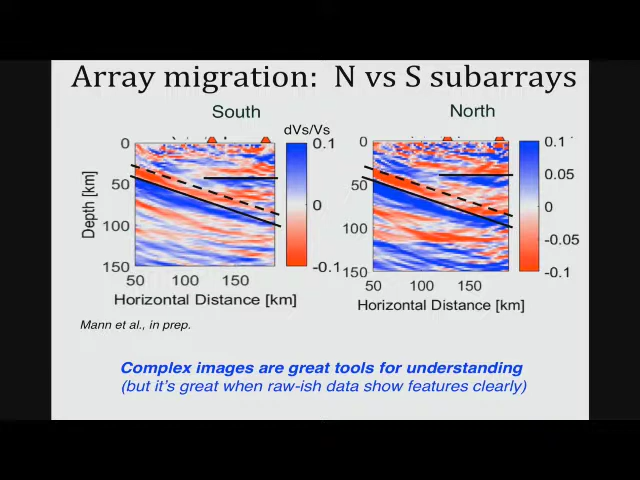 Array migration: N vs S subarrays
South
North
dVs/Vs
0
50
100
150
Depth [km]
50
100
150
Horizontal Distance [km]
0.1
0
-0.1
0
50
100
150
50
100
150
Horizontal Distance [km]
0.1
0.05
0
-0.05
-0.1
Mann et al., in prep.
Complex images are great tools for understanding
(but it's great when raw-ish data show features clearly)